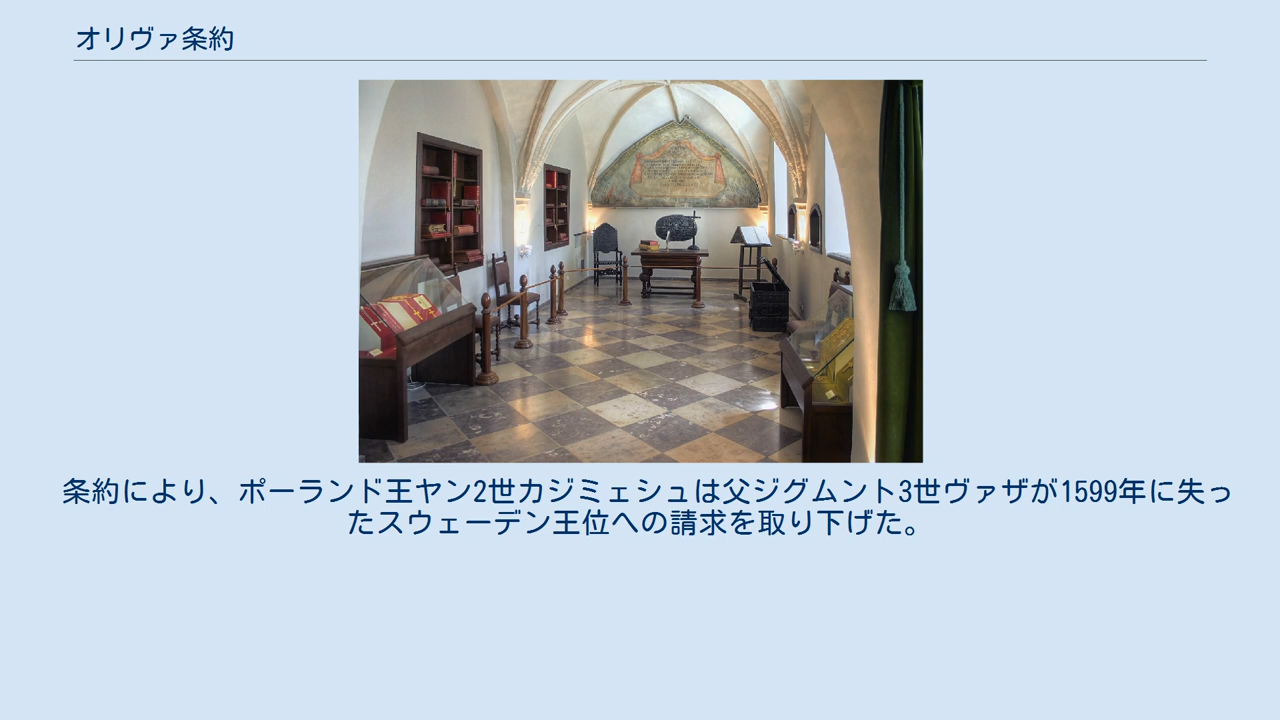 オリヴァ条約
条約により、ポーランド王ヤン2世カジミェシュは父ジグムント3世ヴァザが1599年に失っ
たスウェーデン王位への請求を取り下げた。